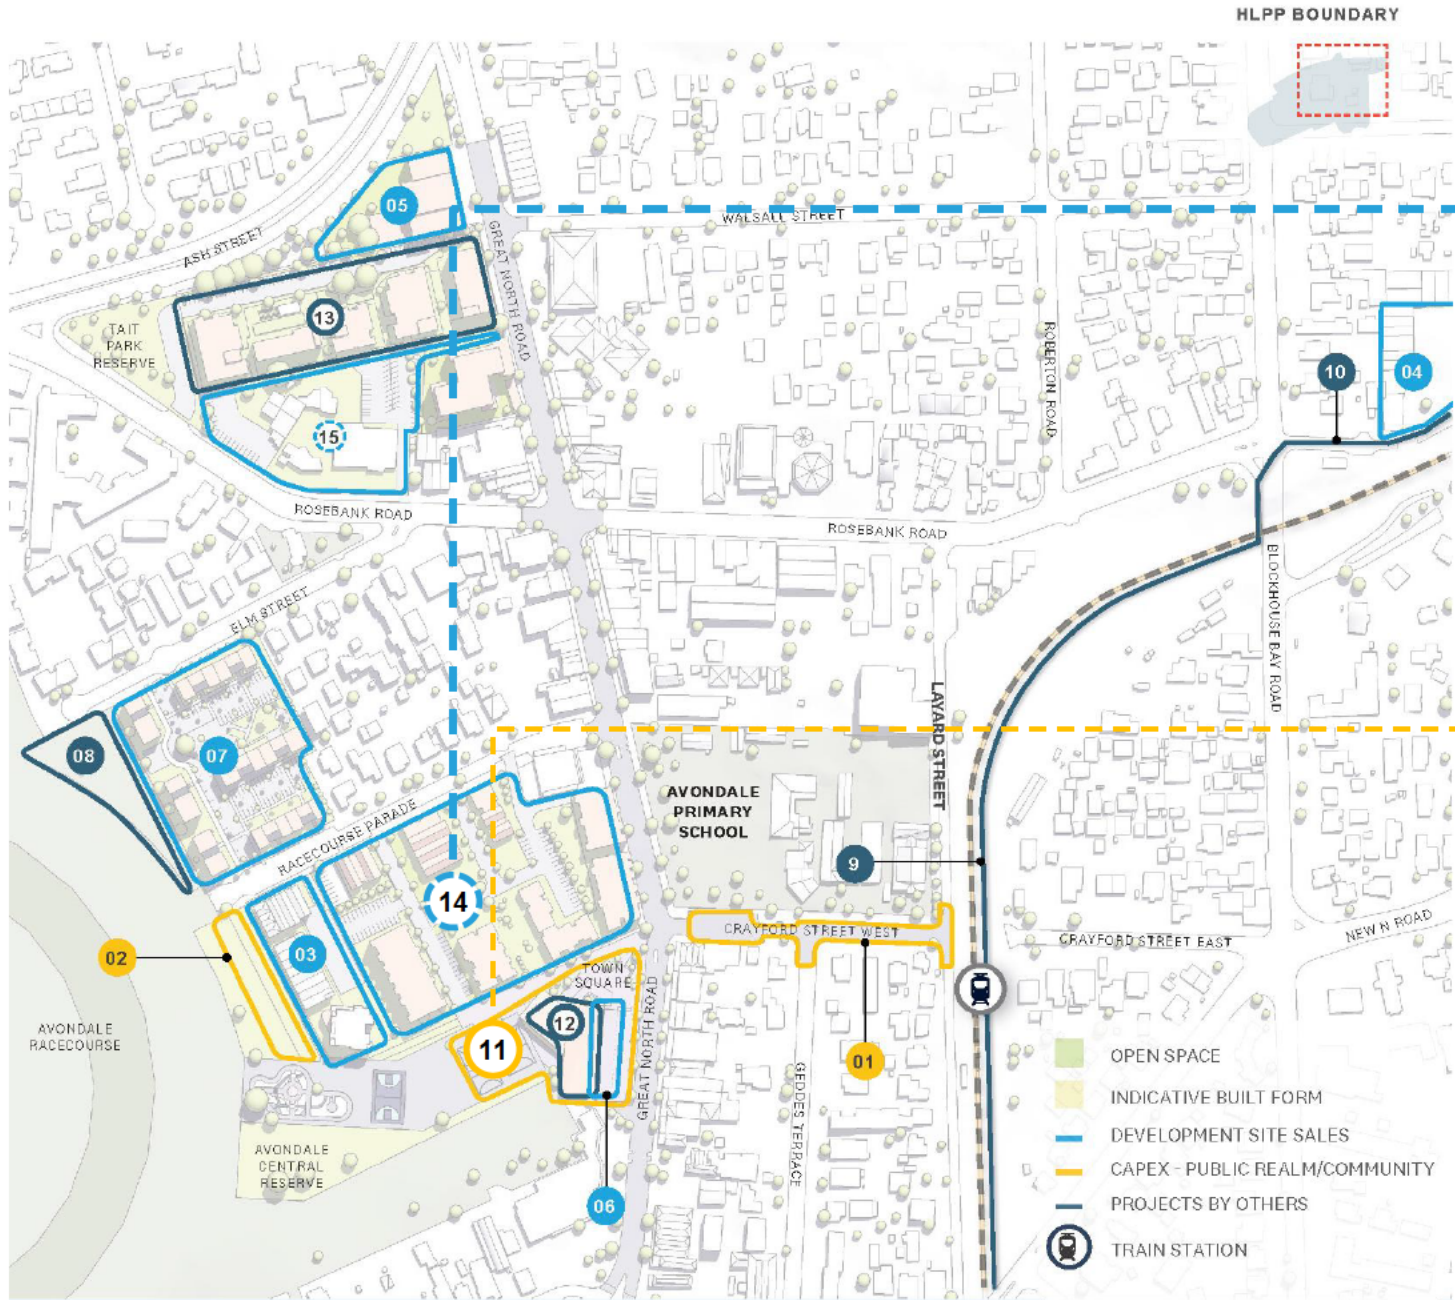 HLPP BOUNDARY
05
WALSALL STREET
ASH STREET
GREAT NORTH ROAD
13
TAIT
PARK
RESERVE
ROBERTON ROAD
10
04
15
ROSEBANK ROAD
ROSEBANK ROAD
BLOCKHOUSE BAY ROAD
ELM STREET
LAYARD STREET
08
07
AVONDALE
PRIMARY
SCHOOL
RACECOURSE PARADE
9
14
CRAYFORD STREET WEST
CRAYFORD STREET EAST
NEW N ROAD
02
03
TOWN
SQUARE
GREAT NORTH ROAD
12
11
01
AVONDALE
RACECOURSE
GEDDES TERRACE
AVONDALE
CENTRAL
RESERVE
06
OPEN SPACE
INDICATIVE BUILT FORM
DEVELOPMENT SITE SALES
CAPEX - PUBLIC REALM/COMMUNITY
PROJECTS BY OTHERS
TRAIN STATION